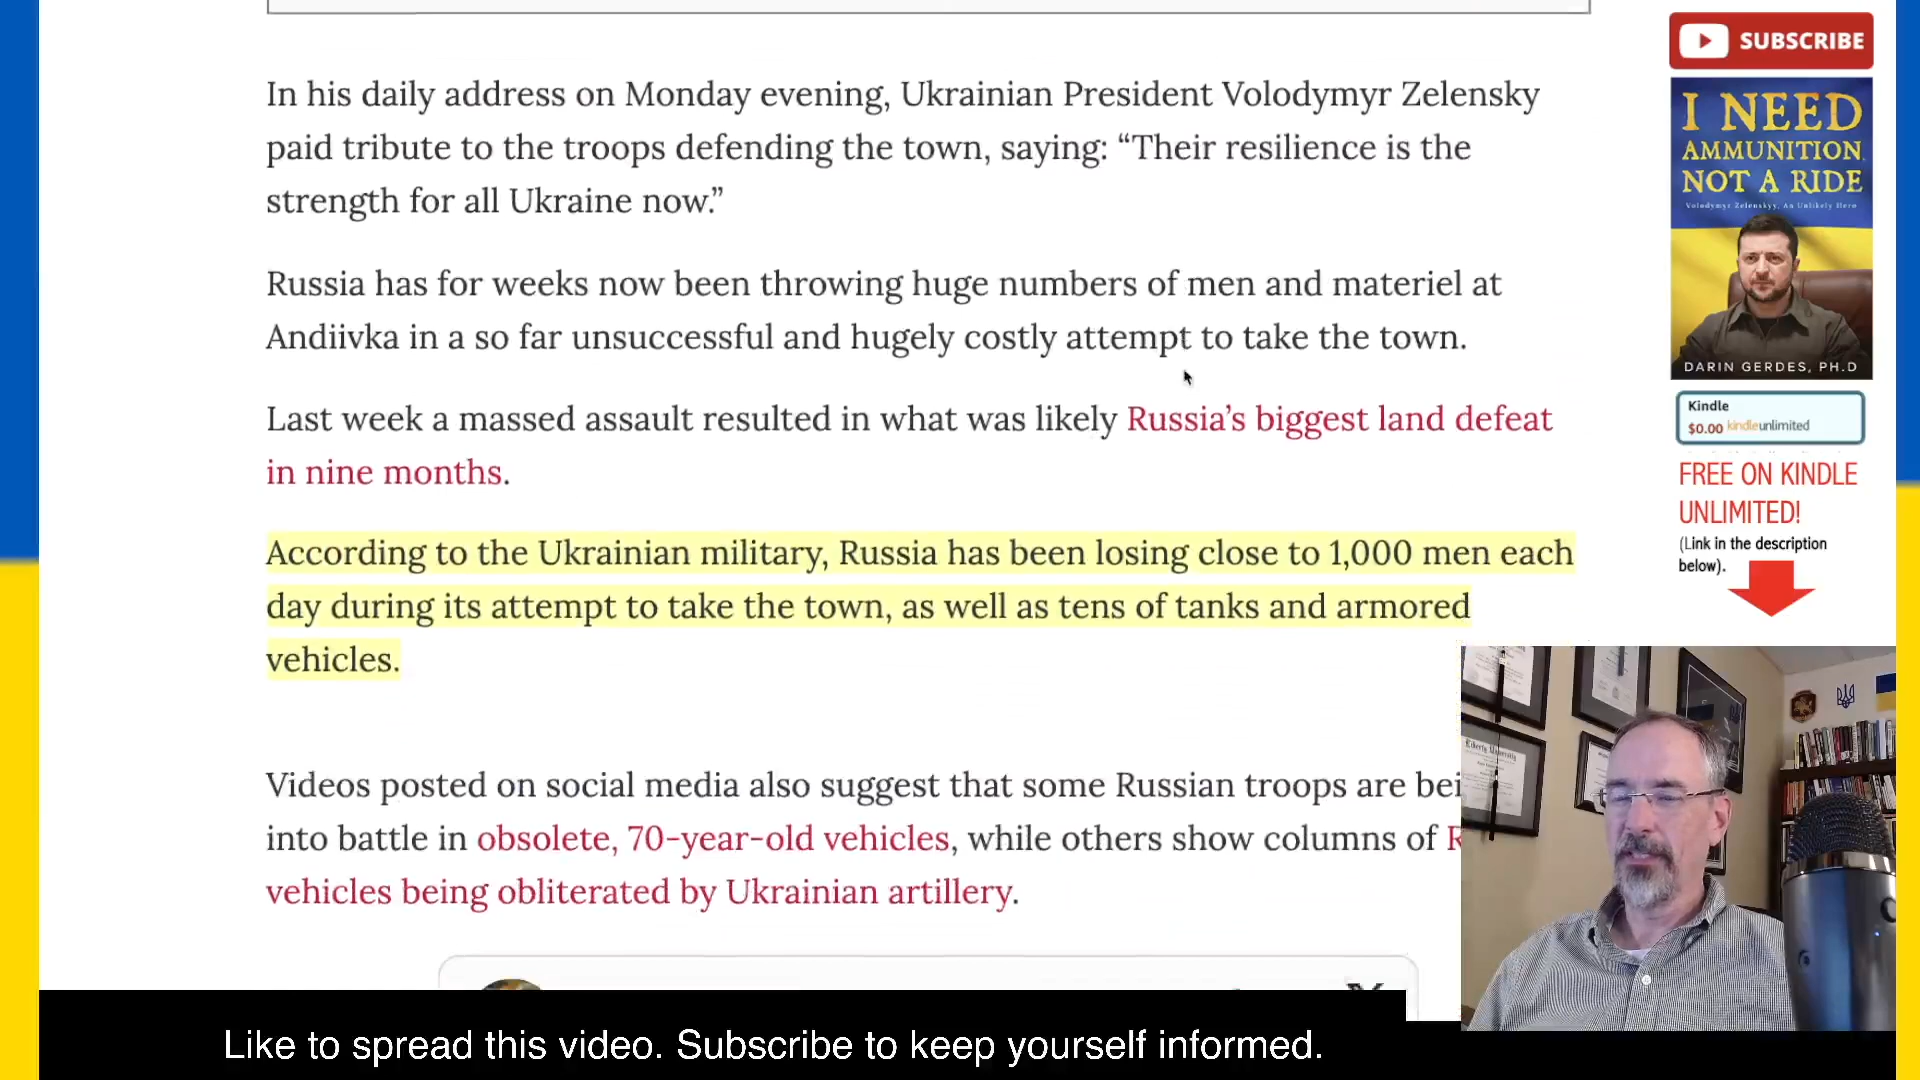 In his daily address on Monday evening, Ukrainian President Volodymyr Zelensky
paid tribute to the troops defending the town, saying: “Their resilience is the
strength for all Ukraine now.”
Russia has for weeks now been throwing huge numbers of men and materiel at
Andiivka in a so far unsuccessful and hugely costly attempt to take the town.
Last week a massed assault resulted in what was likely Russia’s biggest land defeat
in nine months.
According to the Ukrainian military, Russia has been losing close to 1,000 men each
day during its attempt to take the town, as well as tens of tanks and armored
vehicles.
Videos posted on social media also suggest that some Russian troops are bei
into battle in obsolete, 70-year-old vehicles, while others show columns of R
vehicles being obliterated by Ukrainian artillery.
SUBSCRIBE
I NEED
AMMUNITION,
NOT A RIDE
Volodymyr Zelenskyy, An Unlikely Hero
DARIN GERDES, PH.D
Kindle
$0.00 kindleunlimited
FREE ON KINDLE
UNLIMITED!
(Link in the description
below).
Liberty University
Like to spread this video. Subscribe to keep yourself informed.